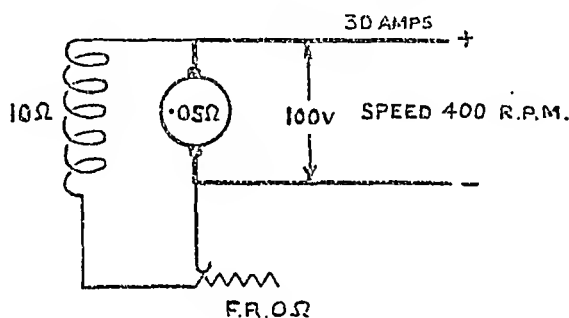 30 AMPS +
10Ω ·05Ω 100V SPEED 400 R.P.M.
–
F.R. 0Ω